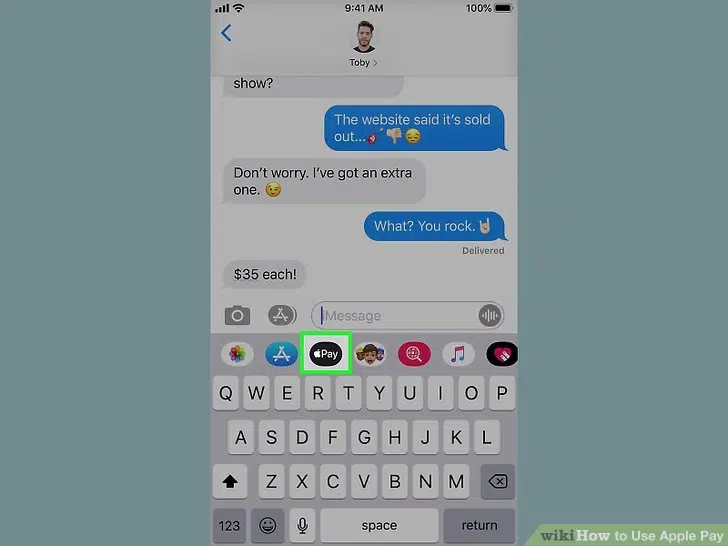 9:41 AM 100%
Toby >
show?
The website said it's sold
out...🎸👎🏻😔
Don't worry. I've got an extra
one. 😉
What? You rock.🤘🏻
Delivered
$35 each!
iMessage
Pay
Q W E R T Y U I O P
A S D F G H J K L
Z X C V B N M
123 space return
wikiHow to Use Apple Pay